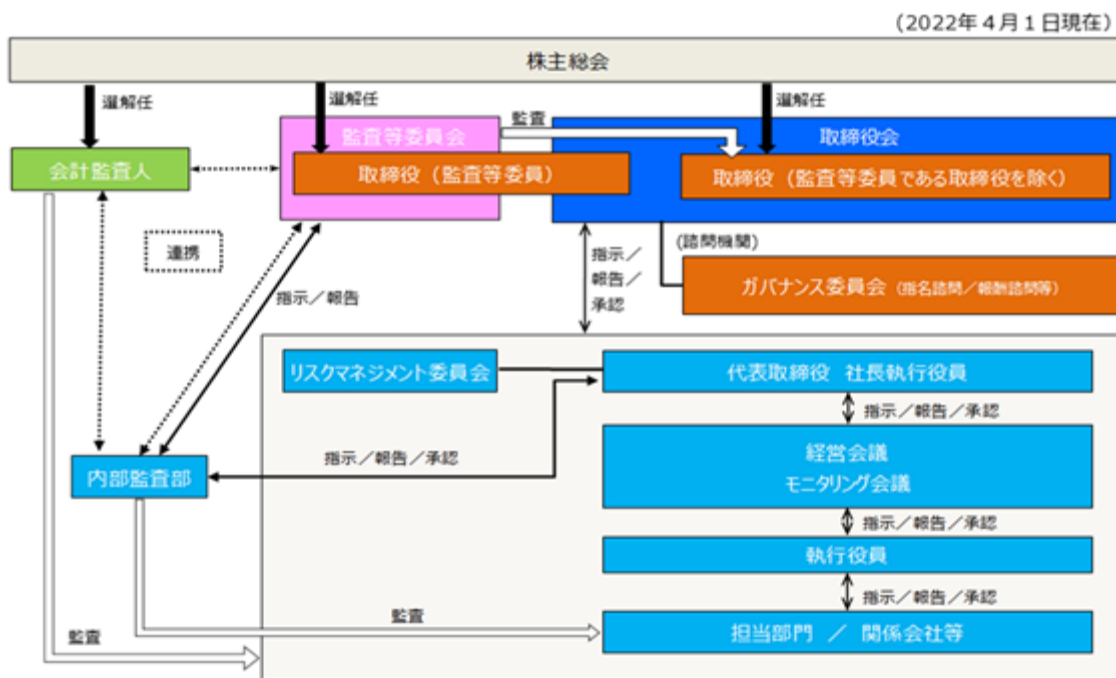 （2022年４月１日現在）
株主総会
選解任
選解任
選解任
監査
監査等委員会
取締役会
会計監査人
取締役（監査等委員）
取締役（監査等委員である取締役を除く）
連携
指示／報告
指示／
報告／
承認
(諮問機関)
ガバナンス委員会（指名諮問／報酬諮問等）
リスクマネジメント委員会
代表取締役 社長執行役員
指示／報告／承認
経営会議
モニタリング会議
指示／報告／承認
内部監査部
指示／報告／承認
執行役員
指示／報告／承認
監査
担当部門 ／ 関係会社等
監査